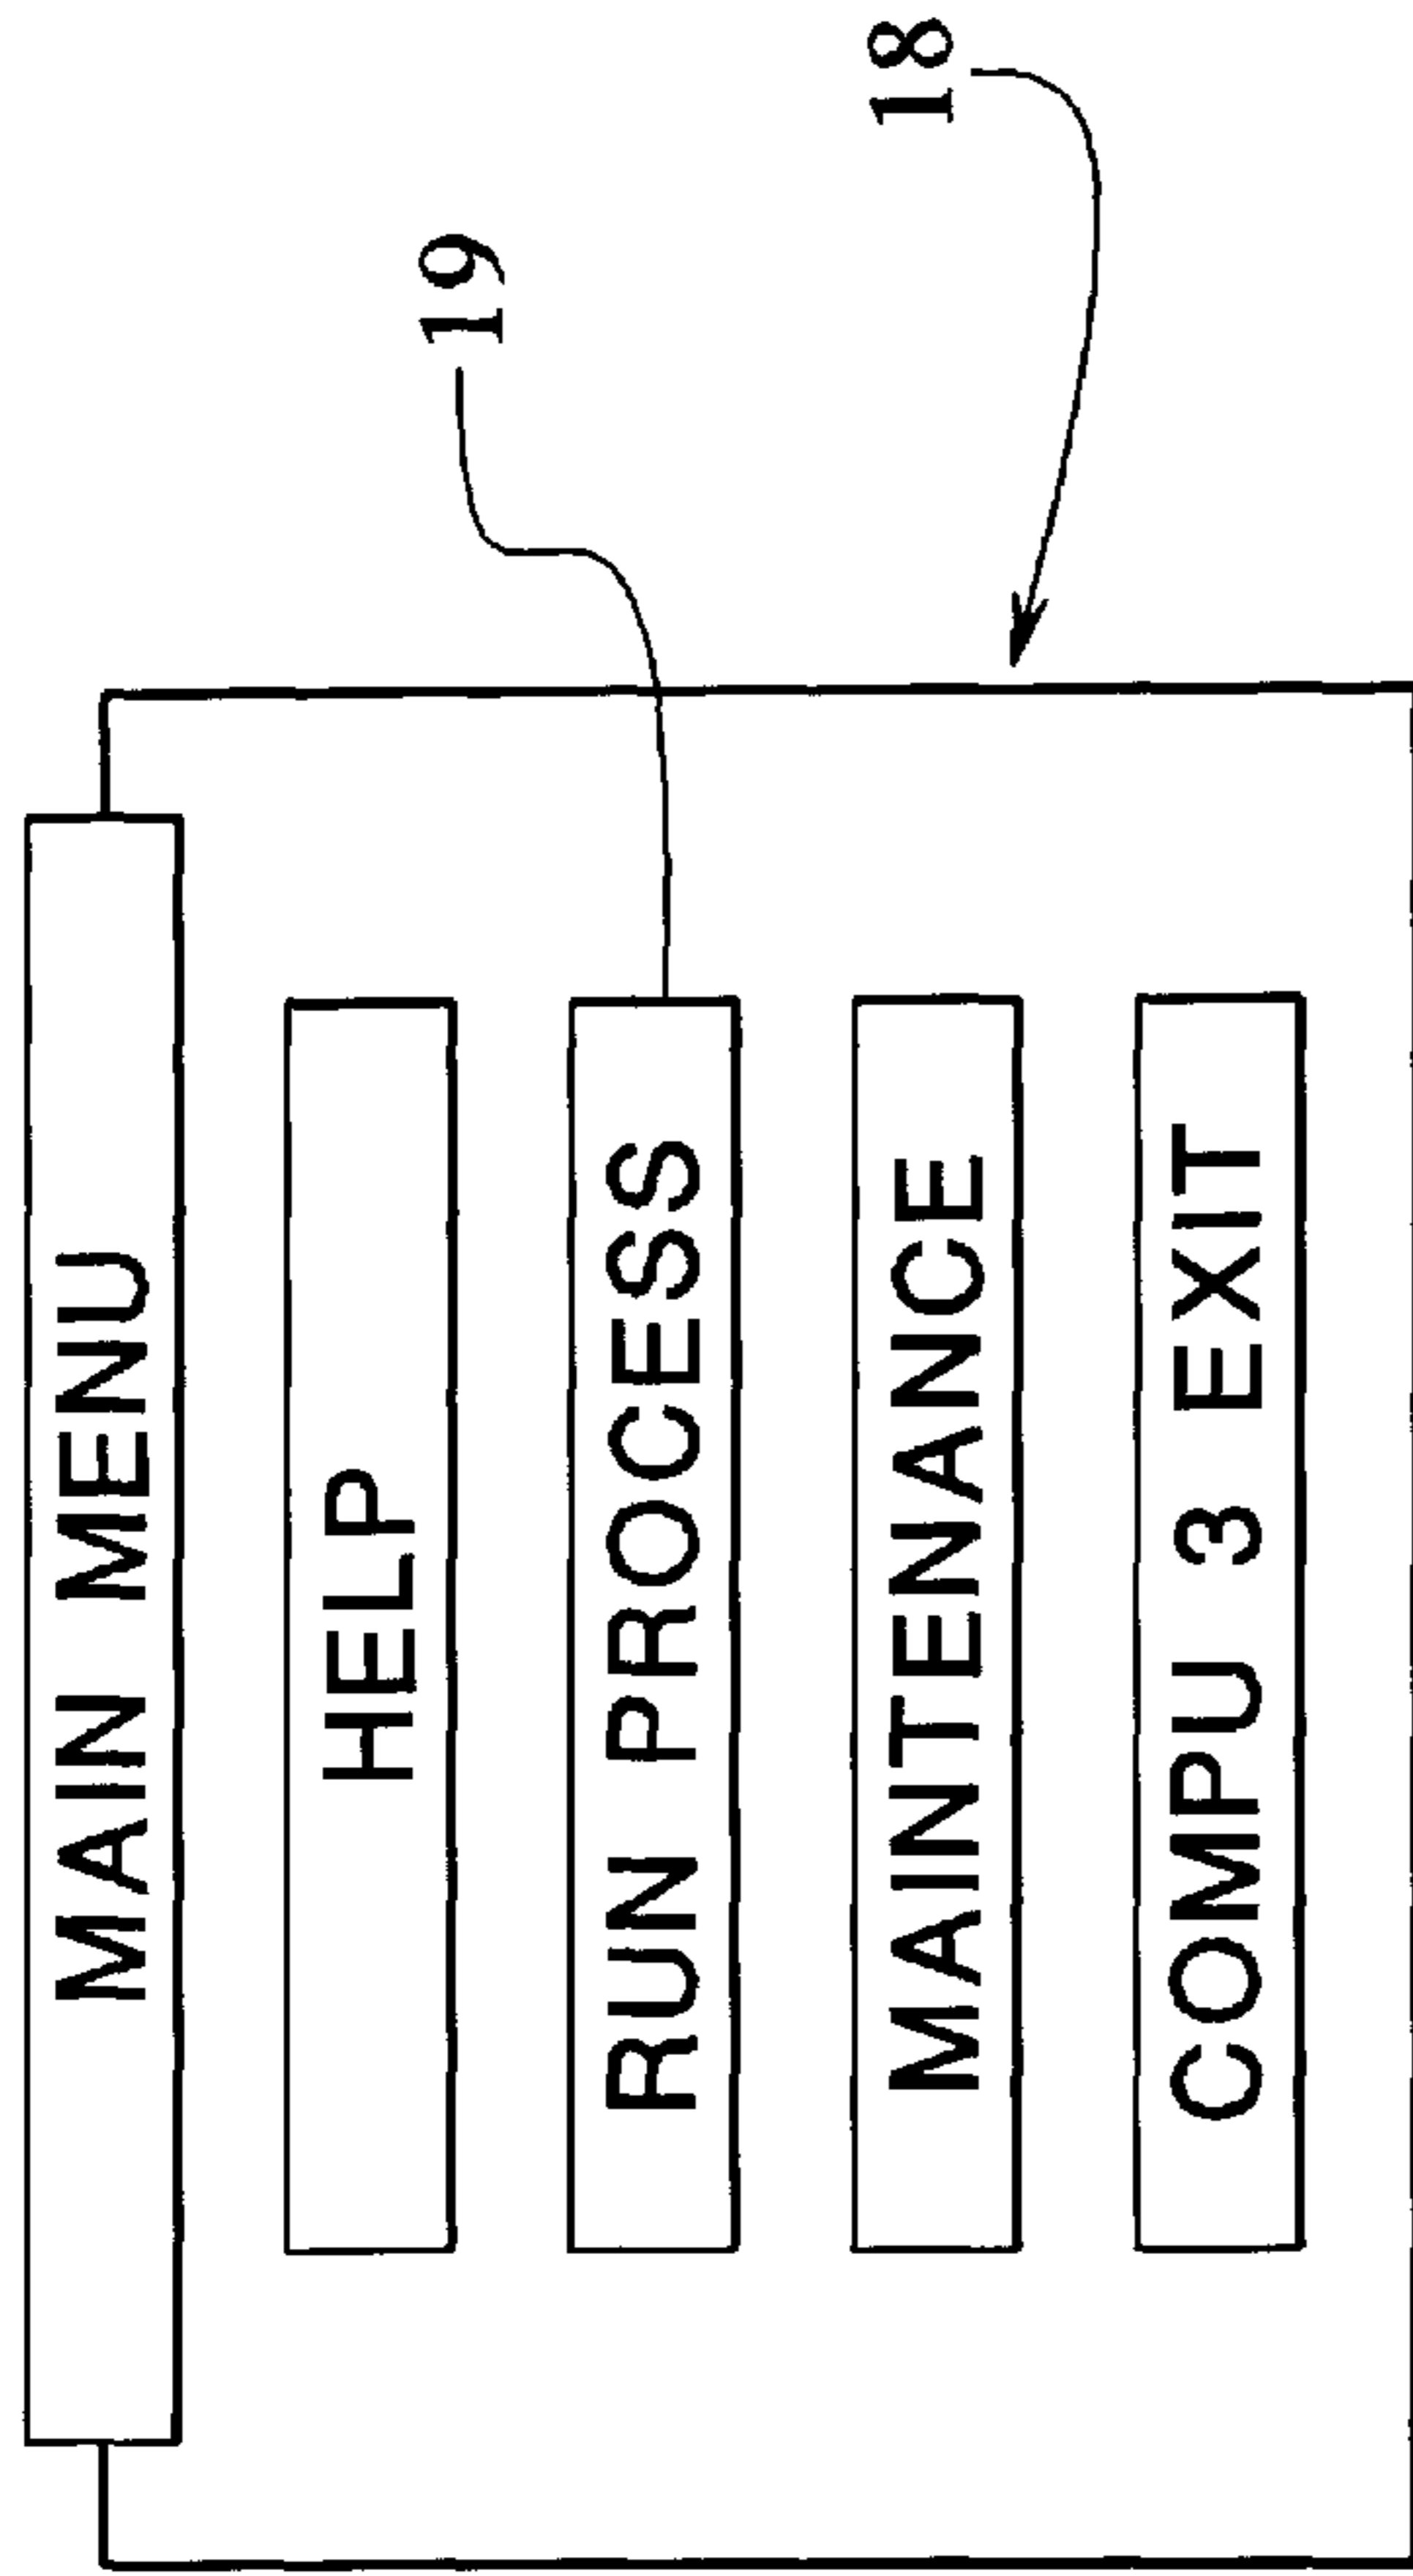 MAIN MENU
HELP
RUN PROCESS
19
MAINTENANCE
18
COMPU 3 EXIT